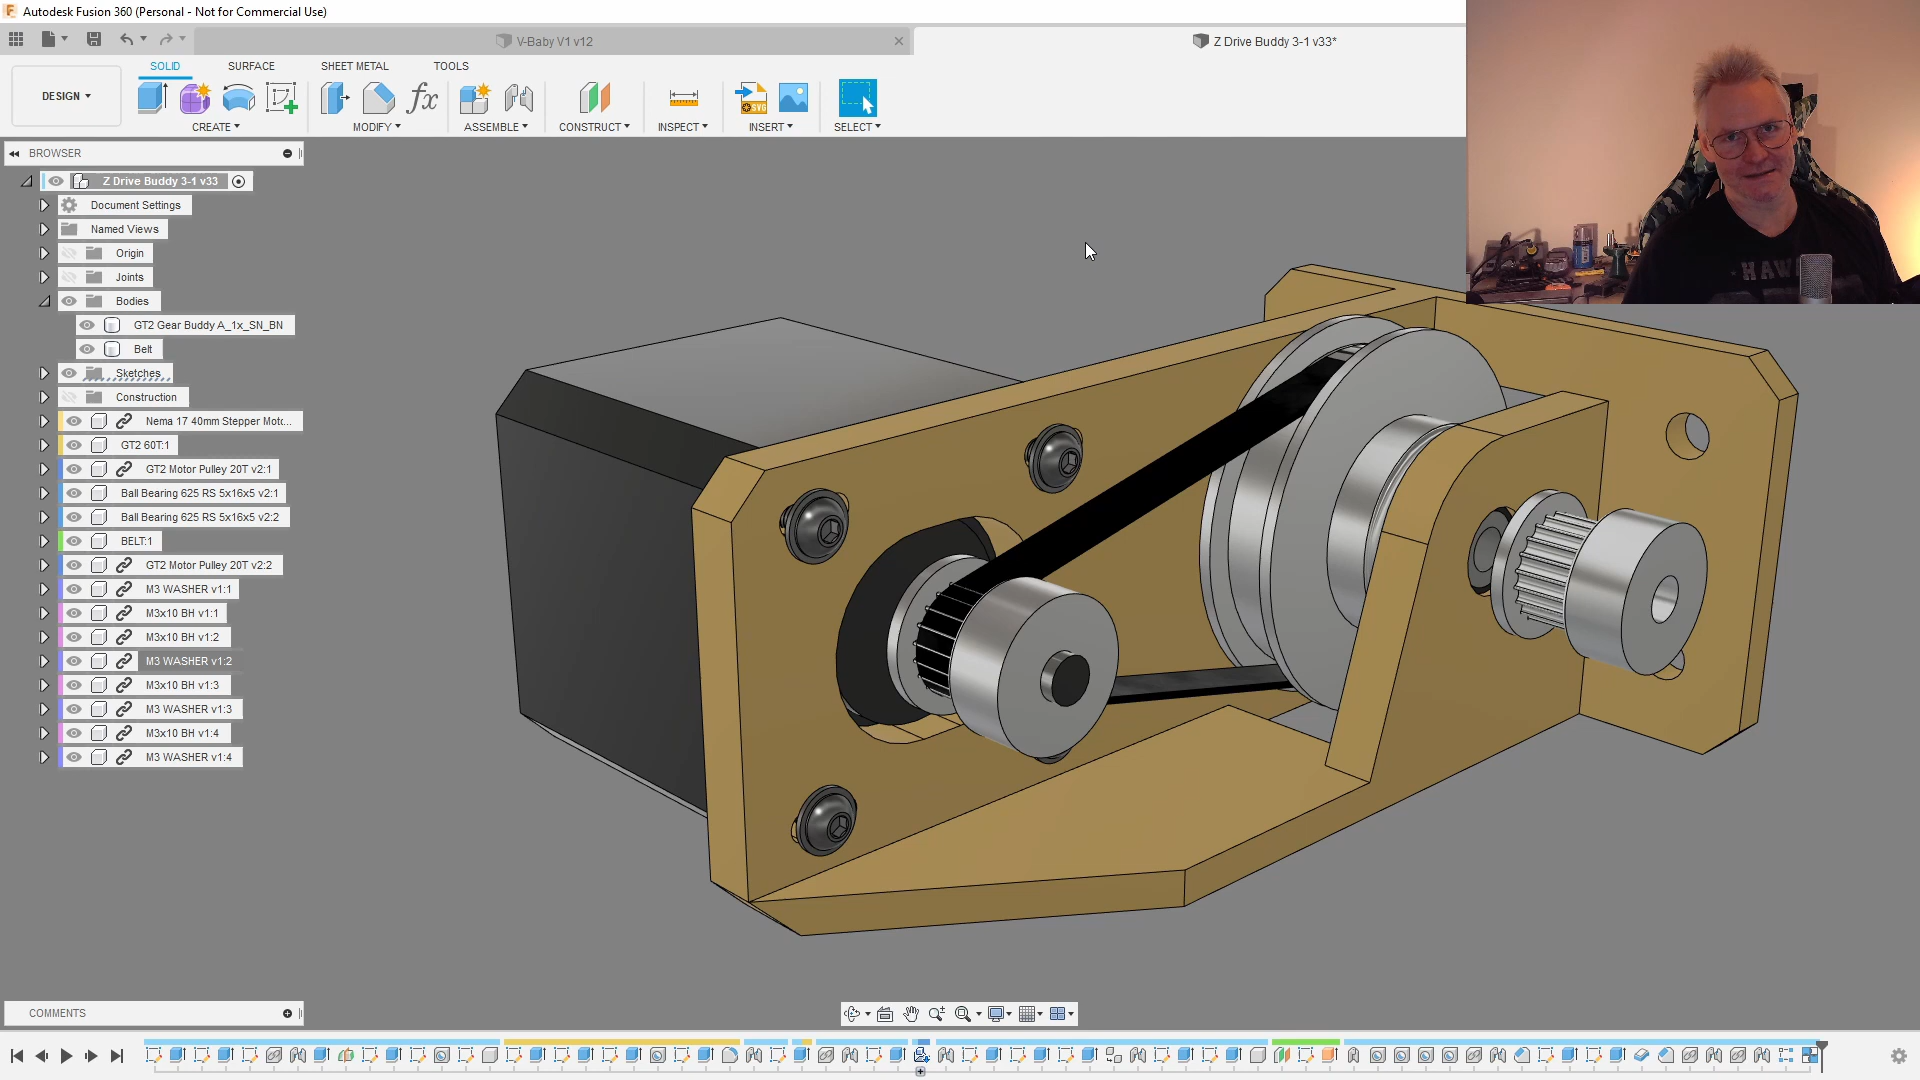 Autodesk Fusion 360 (Personal - Not for Commercial Use)
V-Baby V1 v12
Z Drive Buddy 3-1 v33*
DESIGN
SOLID
SURFACE
SHEET METAL
TOOLS
CREATE
MODIFY
ASSEMBLE
CONSTRUCT
INSPECT
INSERT
SELECT
fx
SVG
BROWSER
Z Drive Buddy 3-1 v33
Document Settings
Named Views
Origin
Joints
Bodies
GT2 Gear Buddy A_1x_SN_BN
Belt
Sketches
Construction
Nema 17 40mm Stepper Motc...
GT2 60T:1
GT2 Motor Pulley 20T v2:1
Ball Bearing 625 RS 5x16x5 v2:1
Ball Bearing 625 RS 5x16x5 v2:2
BELT:1
GT2 Motor Pulley 20T v2:2
M3 WASHER v1:1
M3x10 BH v1:1
M3x10 BH v1:2
M3 WASHER v1:2
M3x10 BH v1:3
M3 WASHER v1:3
M3x10 BH v1:4
M3 WASHER v1:4
COMMENTS